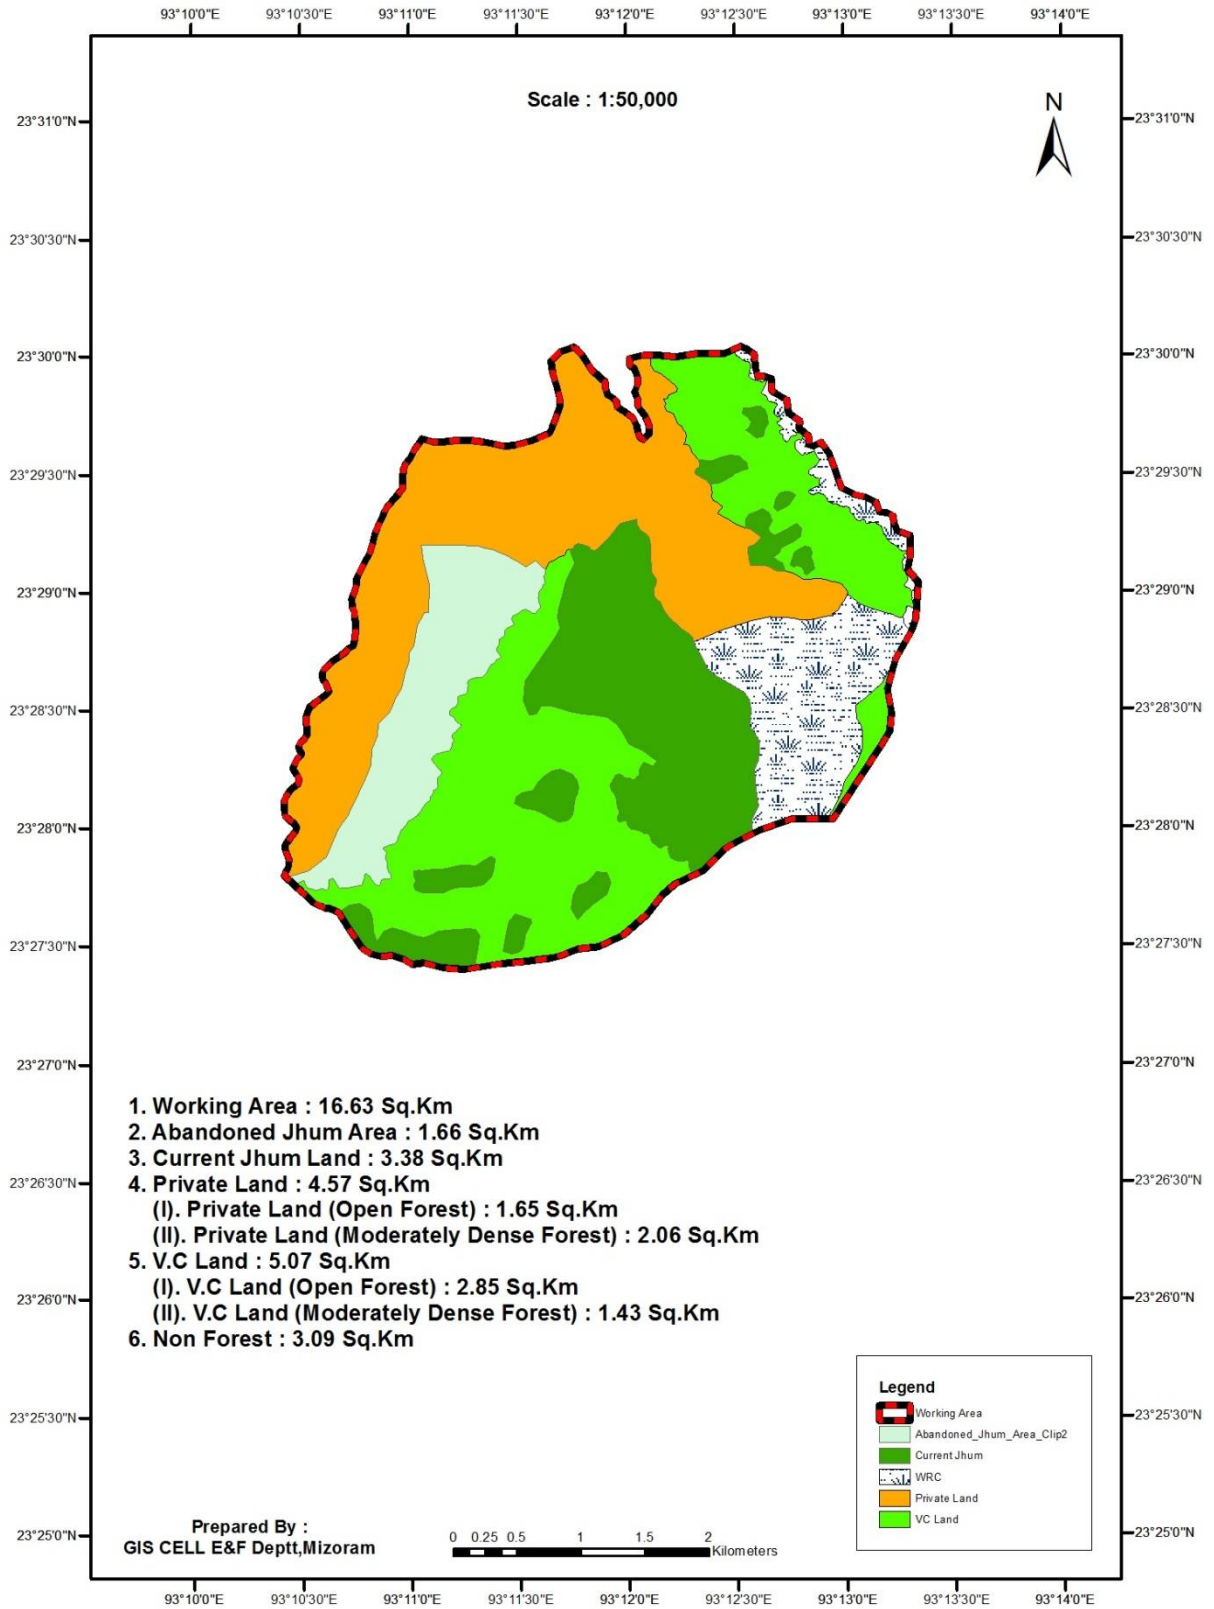 93°10'0"E 93°10'5"E 93°11'0"E 93°11'5"E 93°12'0"E 93°12'5"E 93°13'0"E 93°13'5"E 93°14'0"E
Scale : 1:50,000
N
23°31'0"N 23°31'0"N
23°30'30"N 23°30'30"N
23°30'0"N 23°30'0"N
23°29'30"N 23°29'30"N
23°29'0"N 23°29'0"N
23°28'30"N 23°28'30"N
23°28'0"N 23°28'0"N
23°27'30"N 23°27'30"N
23°27'0"N 23°27'0"N
1. Working Area : 16.63 Sq.Km
2. Abandoned Jhum Area : 1.66 Sq.Km
3. Current Jhum Land : 3.38 Sq.Km
23°26'30"N 23°26'30"N
4. Private Land : 4.57 Sq.Km
(I). Private Land (Open Forest) : 1.65 Sq.Km
(II). Private Land (Moderately Dense Forest) : 2.06 Sq.Km
5. V.C Land : 5.07 Sq.Km
(I). V.C Land (Open Forest) : 2.85 Sq.Km
23°26'0"N 23°26'0"N
(II). V.C Land (Moderately Dense Forest) : 1.43 Sq.Km
6. Non Forest : 3.09 Sq.Km
Legend
Working Area
23°25'30"N 23°25'30"N
Abandoned_Jhum_Area_Clip2
Current Jhum
WRC
Private Land
VC Land
23°25'0"N 23°25'0"N
Prepared By :
GIS CELL E&F Deptt,Mizoram
0 0.25 0.5 1 1.5 2
Kilometers
93°10'0"E 93°10'5"E 93°11'0"E 93°11'5"E 93°12'0"E 93°12'5"E 93°13'0"E 93°13'5"E 93°14'0"E